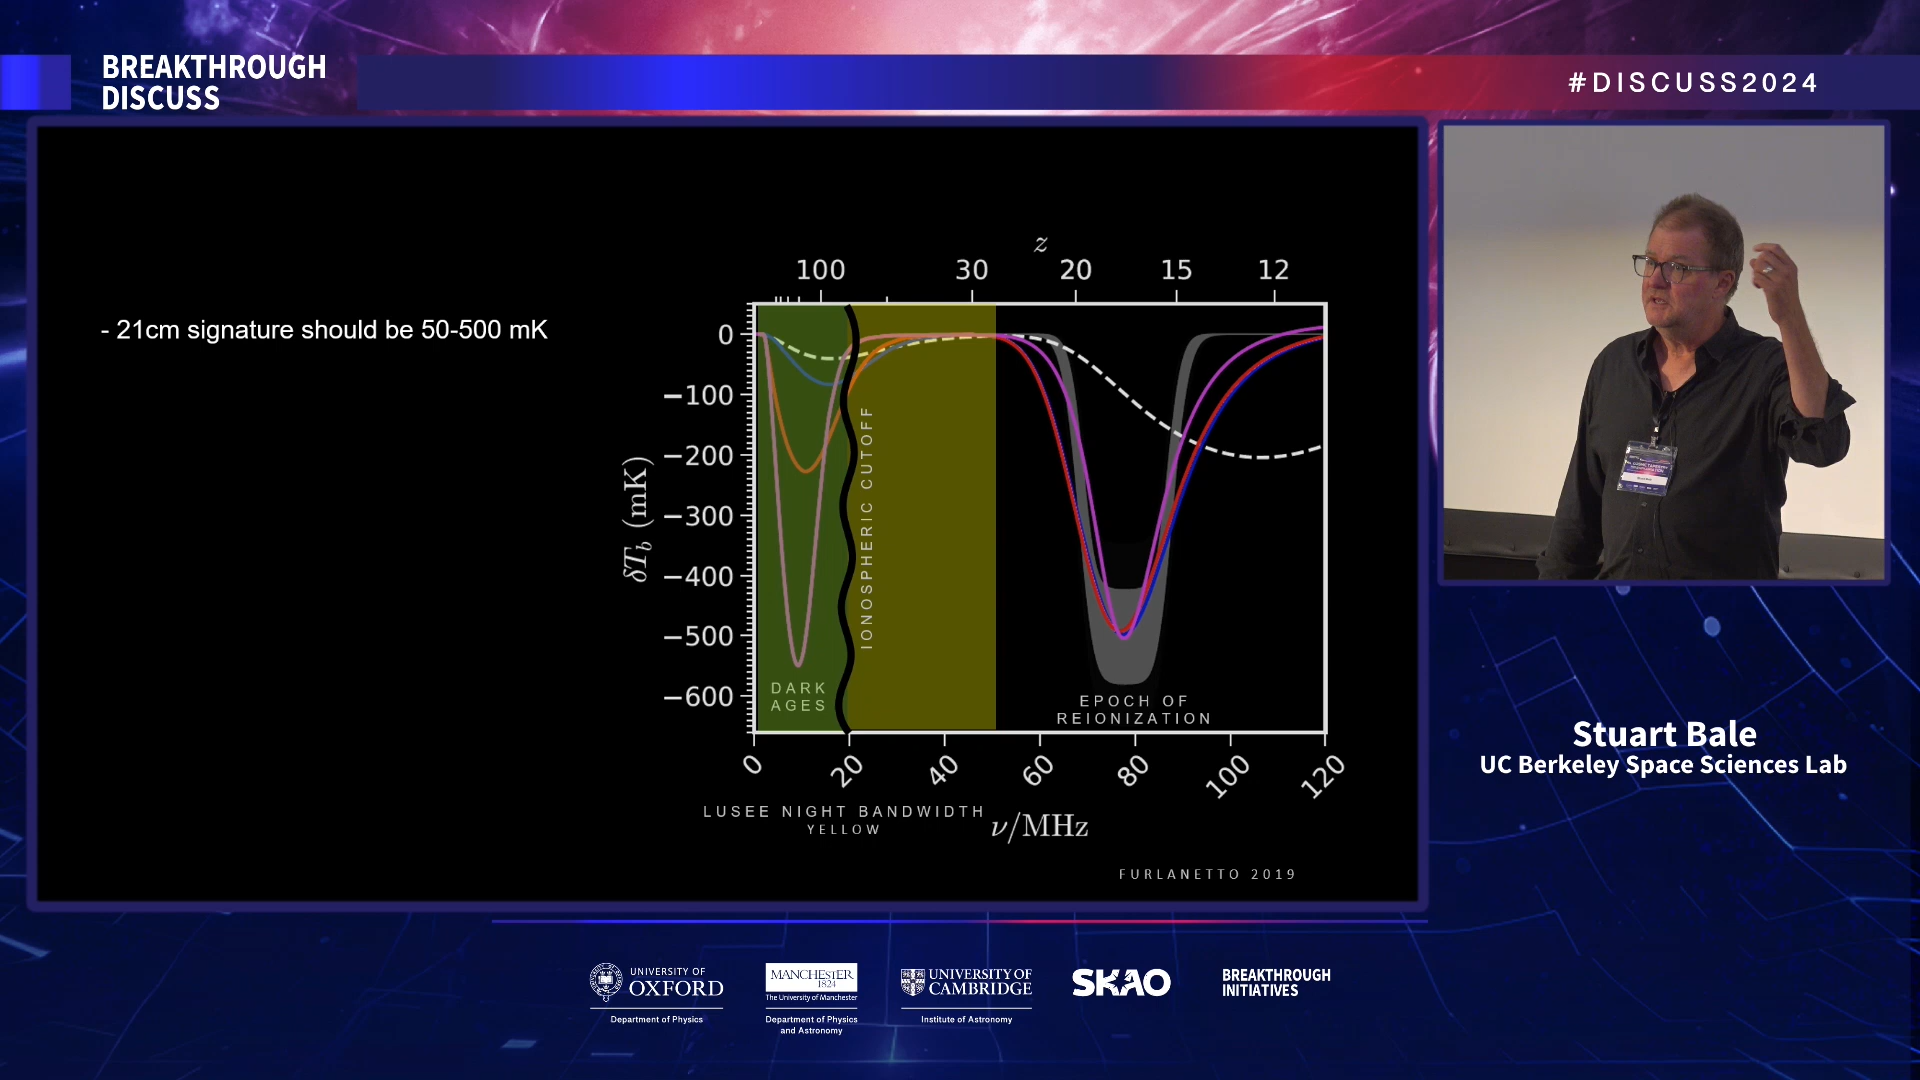 BREAKTHROUGH
DISCUSS
#DISCUSS2024
- 21cm signature should be 50-500 mK
z
100 30 20 15 12
0
−100
−200
−300
−400
−500
−600
δT_b (mK)
IONOSPHERIC CUTOFF
DARK
AGES
EPOCH OF
REIONIZATION
0 20 40 60 80 100 120
LUSEE NIGHT BANDWIDTH
YELLOW
ν/MHz
FURLANETTO 2019
Stuart Bale
UC Berkeley Space Sciences Lab
UNIVERSITY OF
OXFORD
Department of Physics
MANCHESTER
1824
The University of Manchester
Department of Physics
and Astronomy
UNIVERSITY OF
CAMBRIDGE
Institute of Astronomy
SKAO
BREAKTHROUGH
INITIATIVES